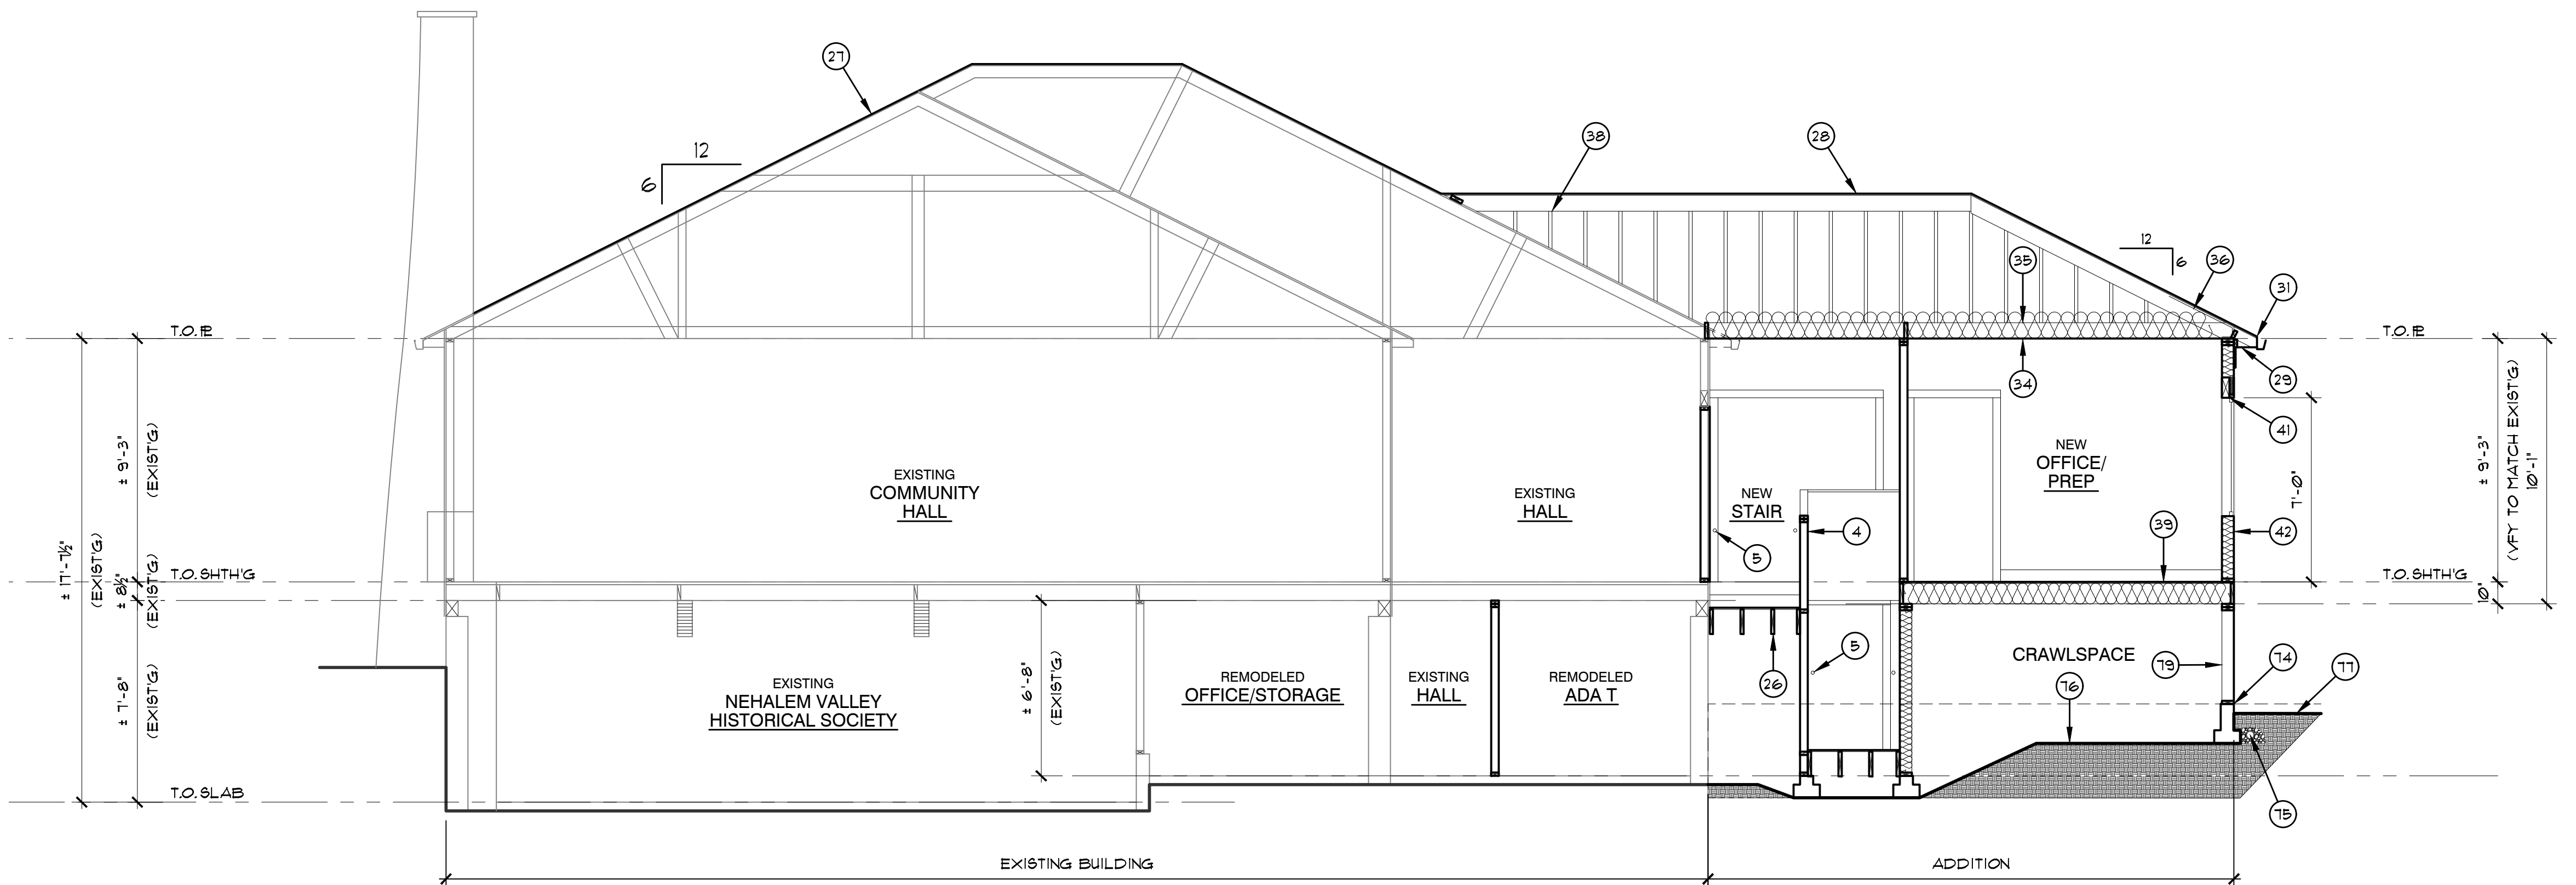 27
12
6
38
28
12
6
36
35
31
T.O. PL
T.O. PL
34
29
41
± 9'-3"
(EXIST'G)
EXISTING
COMMUNITY
HALL
EXISTING
HALL
NEW
STAIR
NEW
OFFICE/
PREP
5
4
39
42
7'-0"
± 9'-3"
(VFY TO MATCH EXIST'G)
10'-1"
± 17'-7½"
(EXIST'G)
± 8½"
(EXIST'G)
T.O. SHTH'G
T.O. SHTH'G
10"
± 7'-8"
(EXIST'G)
EXISTING
NEHALEM VALLEY
HISTORICAL SOCIETY
± 6'-8"
(EXIST'G)
REMODELED
OFFICE/STORAGE
EXISTING
HALL
REMODELED
ADA T
26
5
CRAWLSPACE
79
74
77
76
75
T.O. SLAB
EXISTING BUILDING
ADDITION